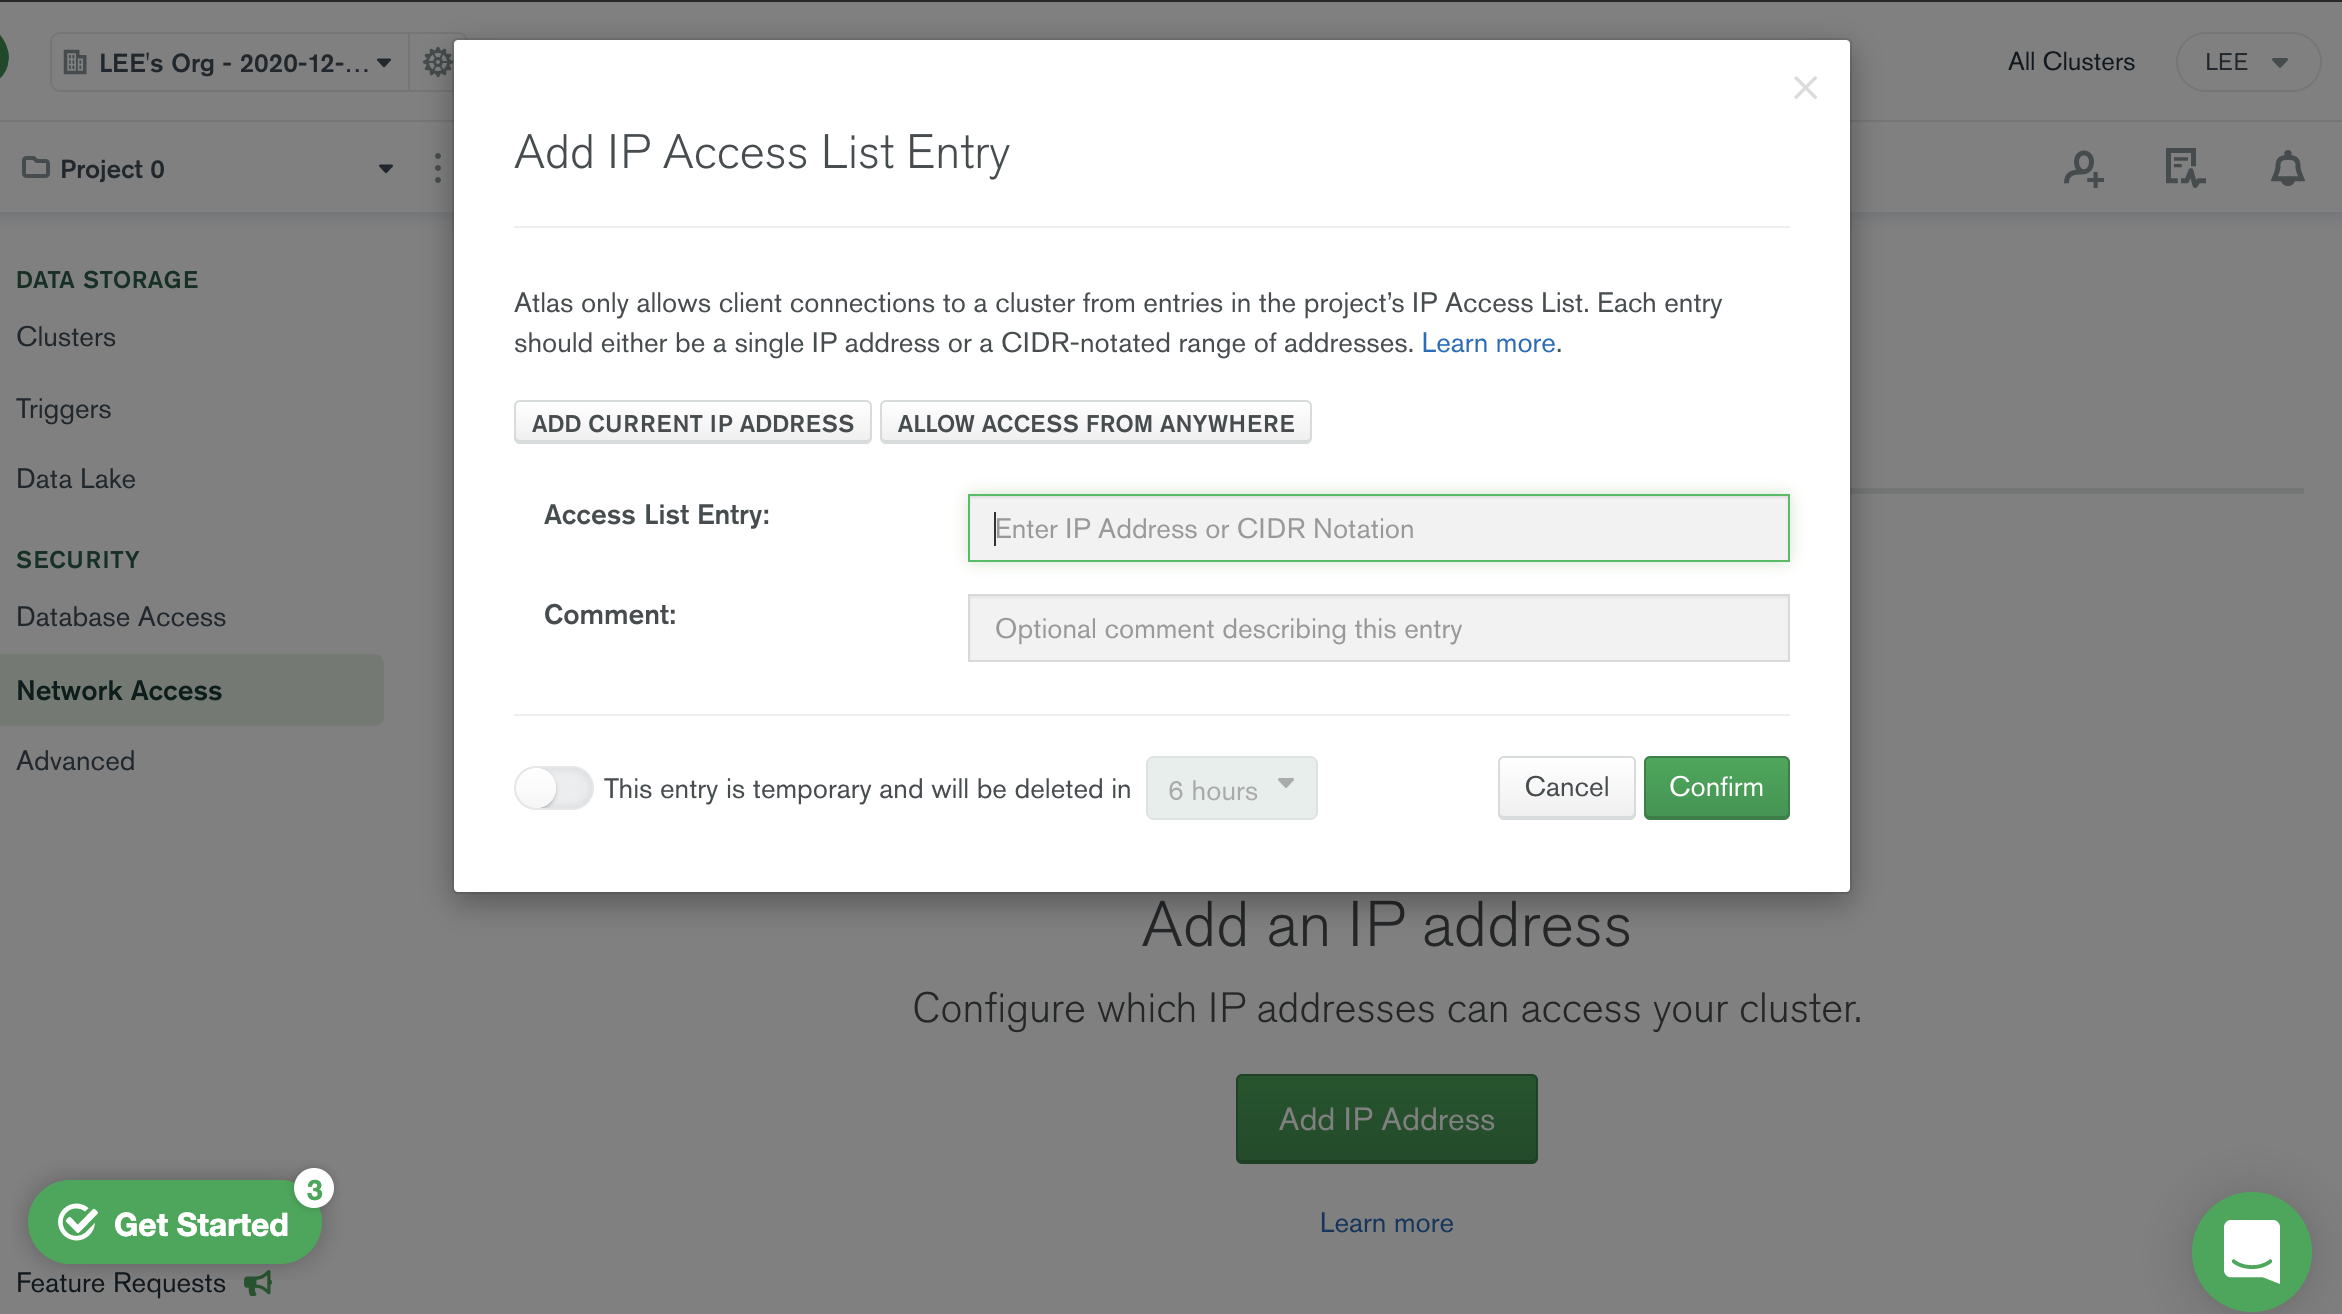 LEE's Org - 2020-12-...
All Clusters
LEE
Project 0
DATA STORAGE
Clusters
Triggers
Data Lake
SECURITY
Database Access
Network Access
Advanced
Add IP Access List Entry
Atlas only allows client connections to a cluster from entries in the project’s IP Access List. Each entry
should either be a single IP address or a CIDR-notated range of addresses. Learn more.
ADD CURRENT IP ADDRESS
ALLOW ACCESS FROM ANYWHERE
Access List Entry:
Enter IP Address or CIDR Notation
Comment:
Optional comment describing this entry
This entry is temporary and will be deleted in
6 hours
Cancel
Confirm
Add an IP address
Configure which IP addresses can access your cluster.
Add IP Address
Learn more
3
Get Started
Feature Requests